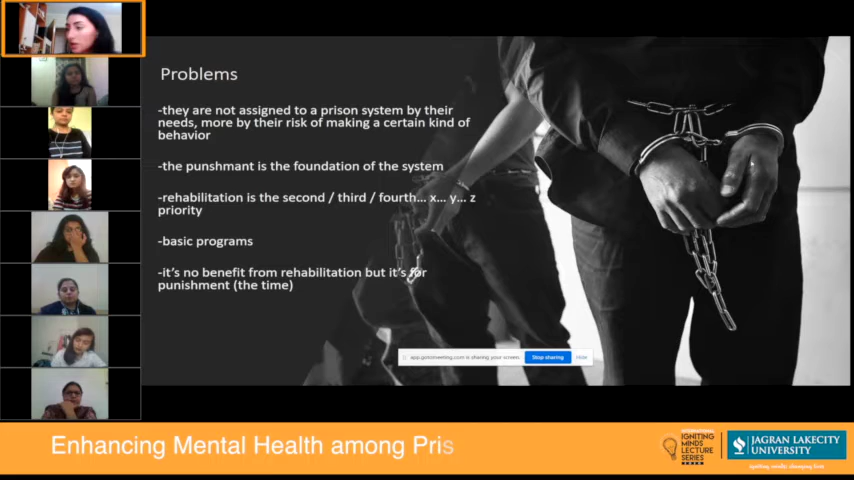 Problems
-they are not assigned to a prison system by their
needs, more by their risk of making a certain kind of
behavior
-the punshmant is the foundation of the system
-rehabilitation is the second / third / fourth... x... y... z
priority
-basic programs
-it's no benefit from rehabilitation but it's for
punishment (the time)
app.gotomeeting.com is sharing your screen.
Stop sharing
Hide
Enhancing Mental Health among Pris
INTERNATIONAL
IGNITING
MINDS
LECTURE
SERIES
JAGRAN LAKECITY
UNIVERSITY
igniting minds changing lives